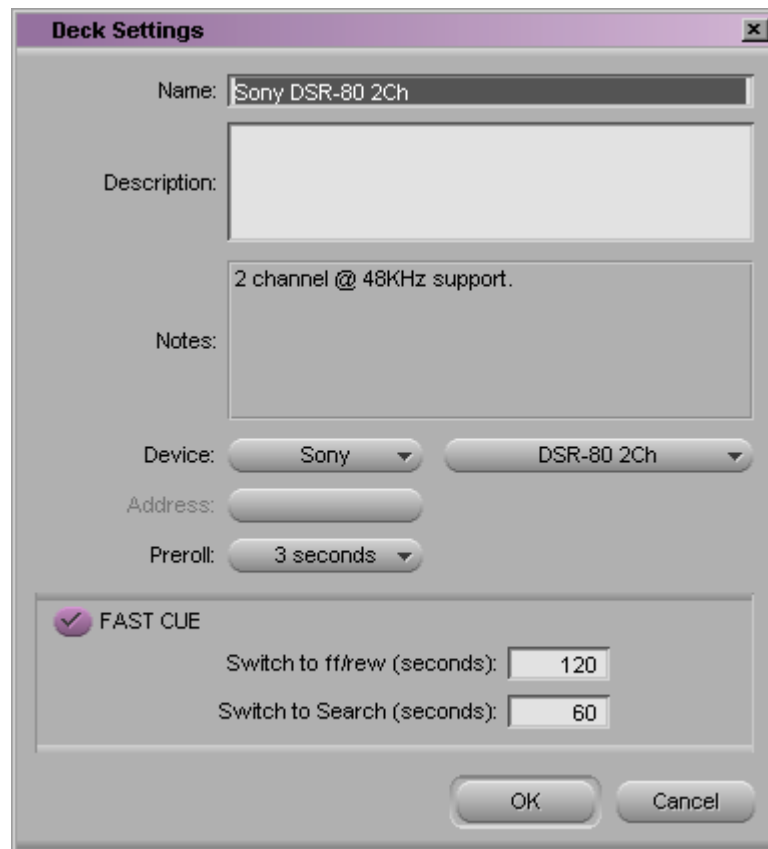 Deck Settings
Name: Sony DSR-80 2Ch
Description:
2 channel @ 48KHz support.
Notes:
Device: Sony DSR-80 2Ch
Address:
Preroll: 3 seconds
FAST CUE
Switch to ff/rew (seconds): 120
Switch to Search (seconds): 60
OK Cancel